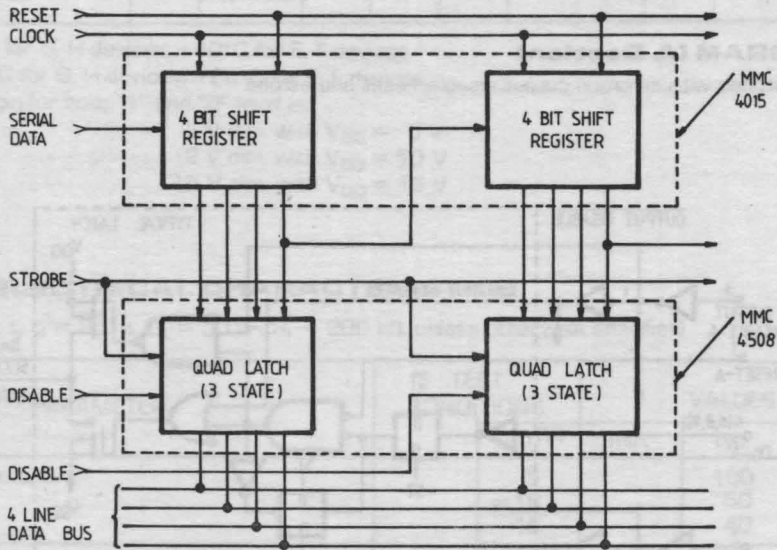 RESET
CLOCK
SERIAL
DATA
4 BIT SHIFT
REGISTER
4 BIT SHIFT
REGISTER
MMC
4015
STROBE
QUAD LATCH
(3 STATE)
QUAD LATCH
(3 STATE)
MMC
4508
DISABLE
DISABLE
4 LINE
DATA BUS